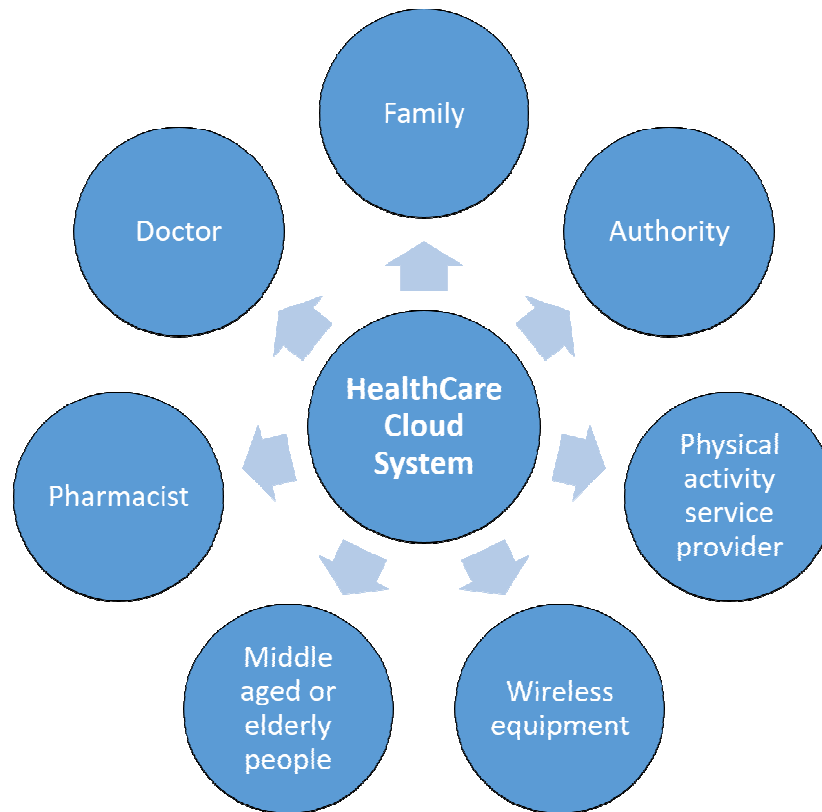 Family
Doctor
Authority
HealthCare
Cloud
System
Pharmacist
Physical
activity
service
provider
Middle
aged or
elderly
people
Wireless
equipment